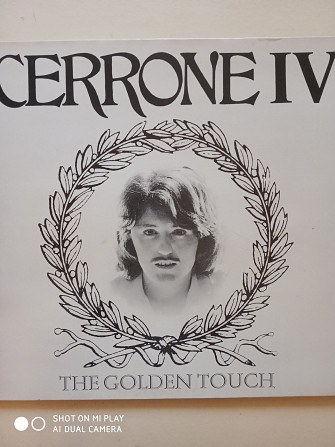 CERRONE IV
THE GOLDEN TOUCH
SHOT ON MI PLAY
AI DUAL CAMERA